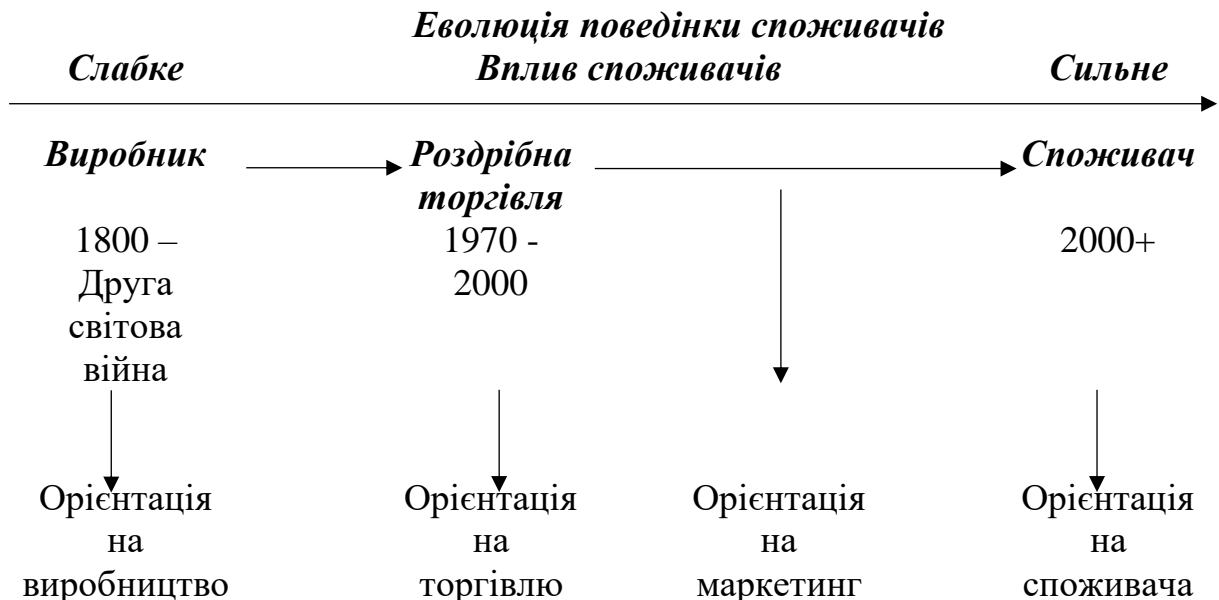 Еволюція поведінки споживачів
Слабке Вплив споживачів Сильне
Виробник Роздрібна торгівля Споживач
1800 – Друга світова війна
1970 - 2000
2000+
Орієнтація на виробництво
Орієнтація на торгівлю
Орієнтація на маркетинг
Орієнтація на споживача